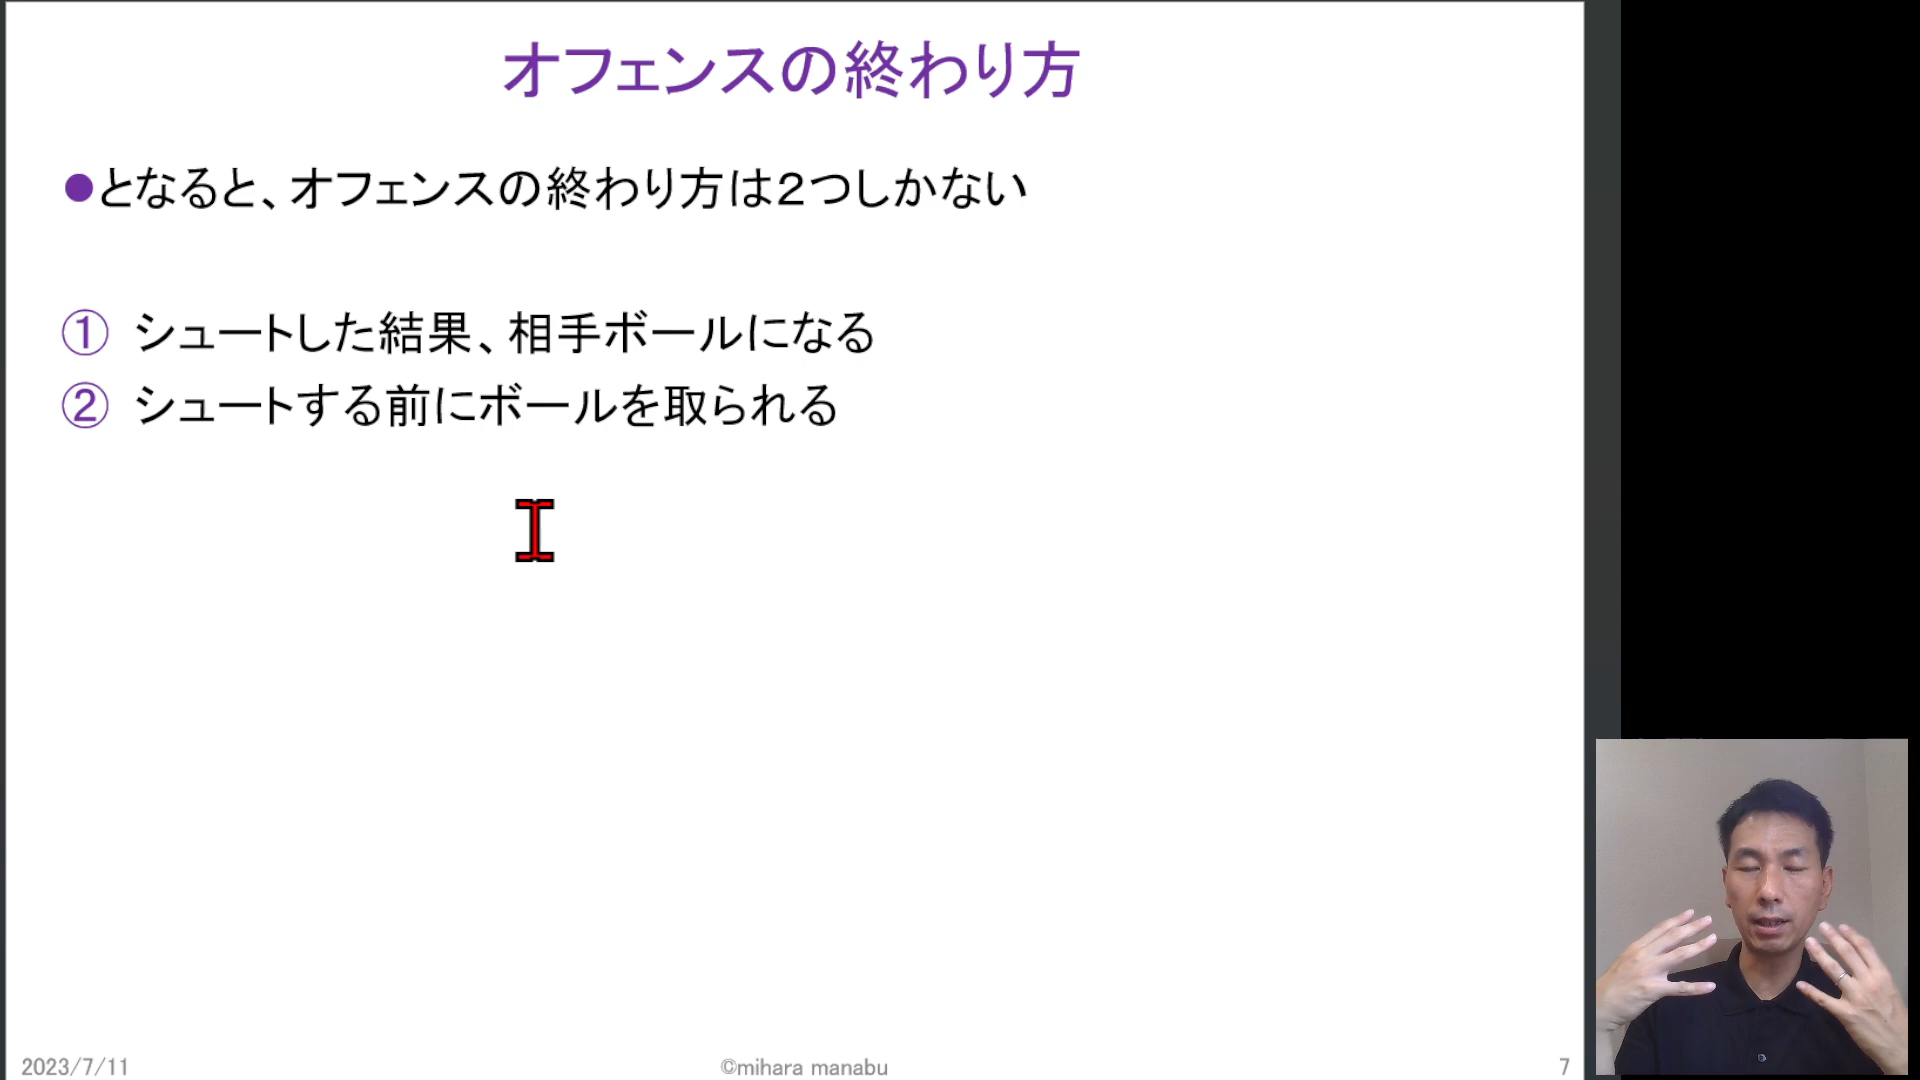 オフェンスの終わり方
●となると、オフェンスの終わり方は２つしかない
① シュートした結果、相手ボールになる
② シュートする前にボールを取られる
2023/7/11
©mihara manabu
7